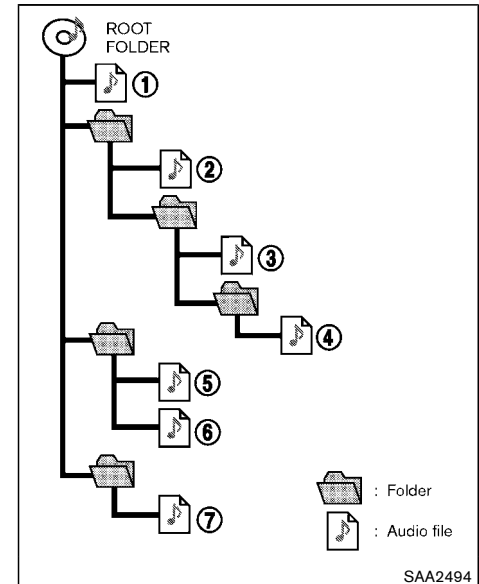 ROOT
FOLDER
①
②
③
④
⑤
⑥
⑦
: Folder
: Audio file
SAA2494